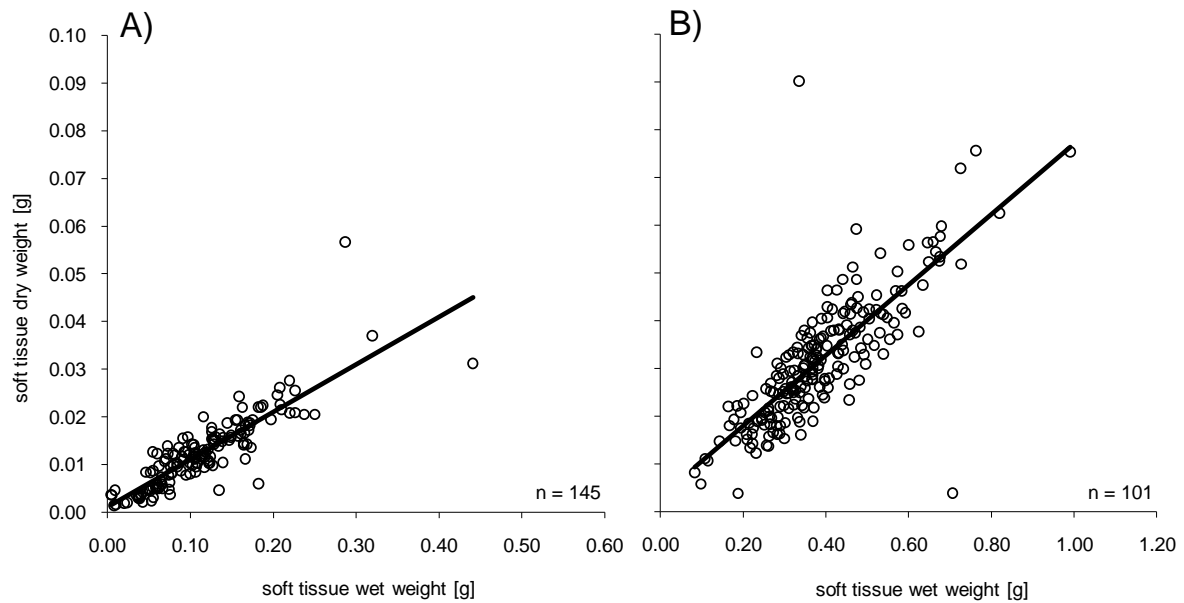 A)
B)
0.10
0.09
0.08
0.07
0.06
0.05
0.04
0.03
0.02
0.01
0.00
soft tissue dry weight [g]
n = 145
n = 101
0.00 0.10 0.20 0.30 0.40 0.50 0.60
0.00 0.20 0.40 0.60 0.80 1.00 1.20
soft tissue wet weight [g]
soft tissue wet weight [g]